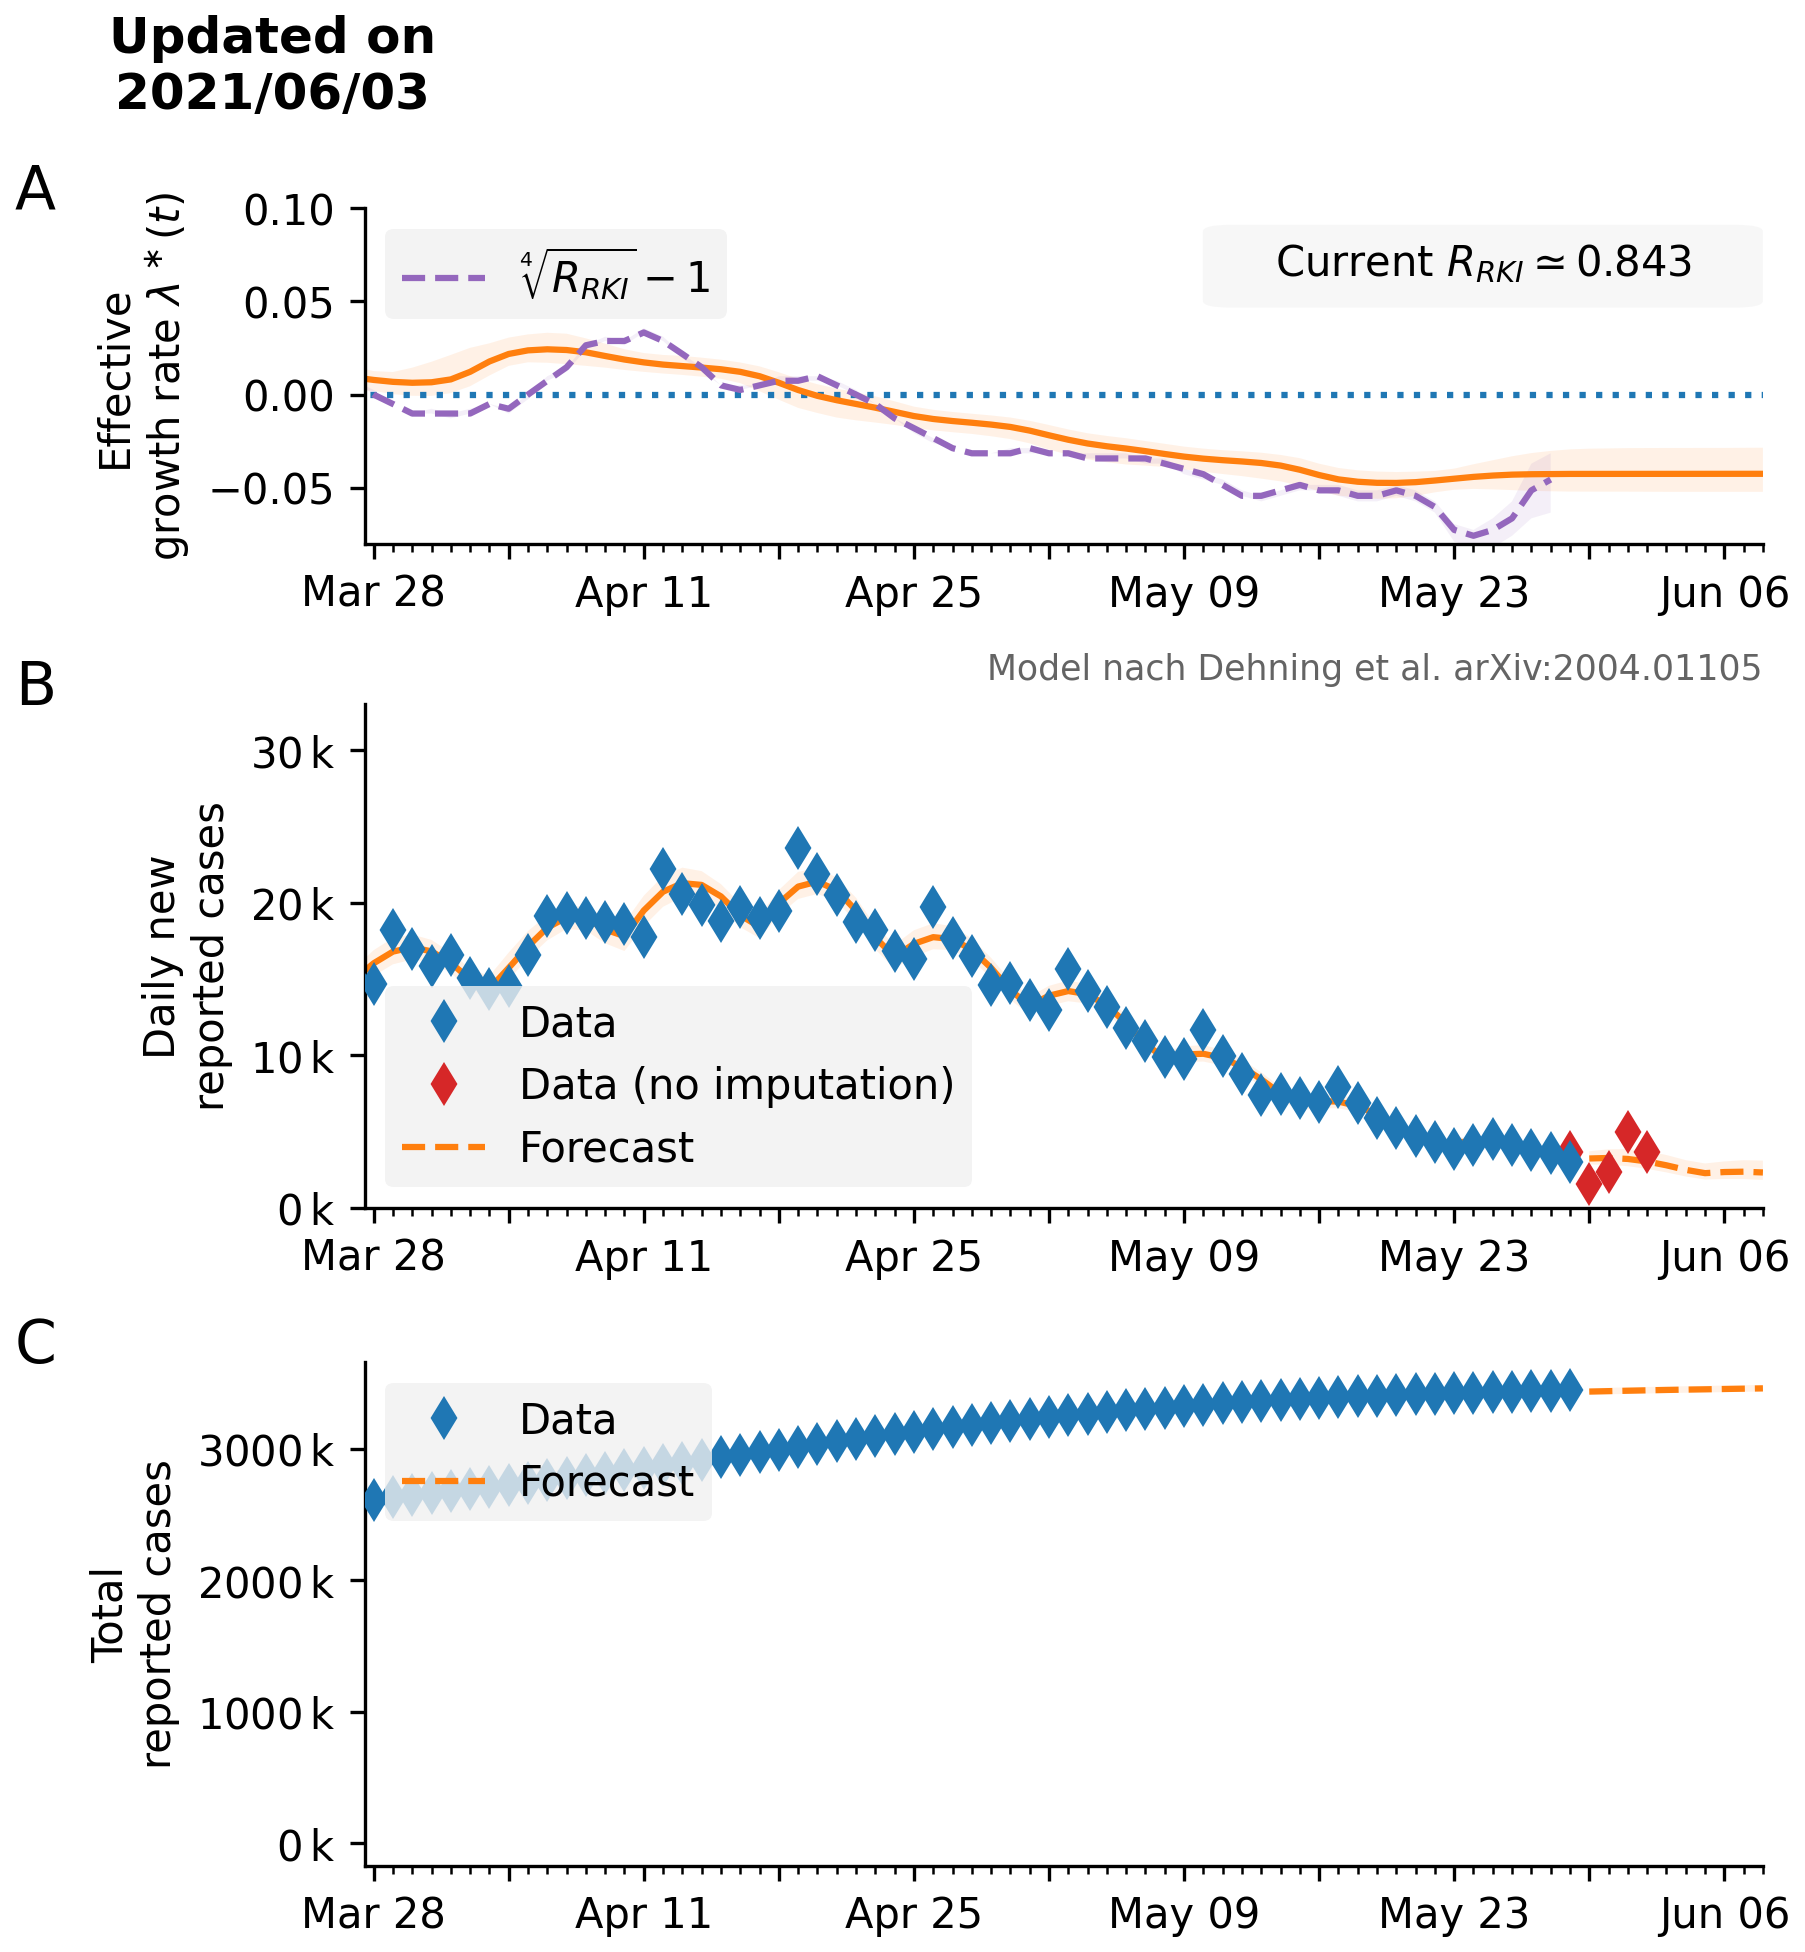 Updated on
2021/06/03
A
Effective
growth rate λ * (t)
0.10
0.05
0.00
−0.05
∜R_RKI − 1
Current R_RKI ≃ 0.843
Mar 28 Apr 11 Apr 25 May 09 May 23 Jun 06
Model nach Dehning et al. arXiv:2004.01105
B
Daily new
reported cases
30 k
20 k
10 k
0 k
Data
Data (no imputation)
Forecast
Mar 28 Apr 11 Apr 25 May 09 May 23 Jun 06
C
Total
reported cases
3000 k
2000 k
1000 k
0 k
Data
Forecast
Mar 28 Apr 11 Apr 25 May 09 May 23 Jun 06